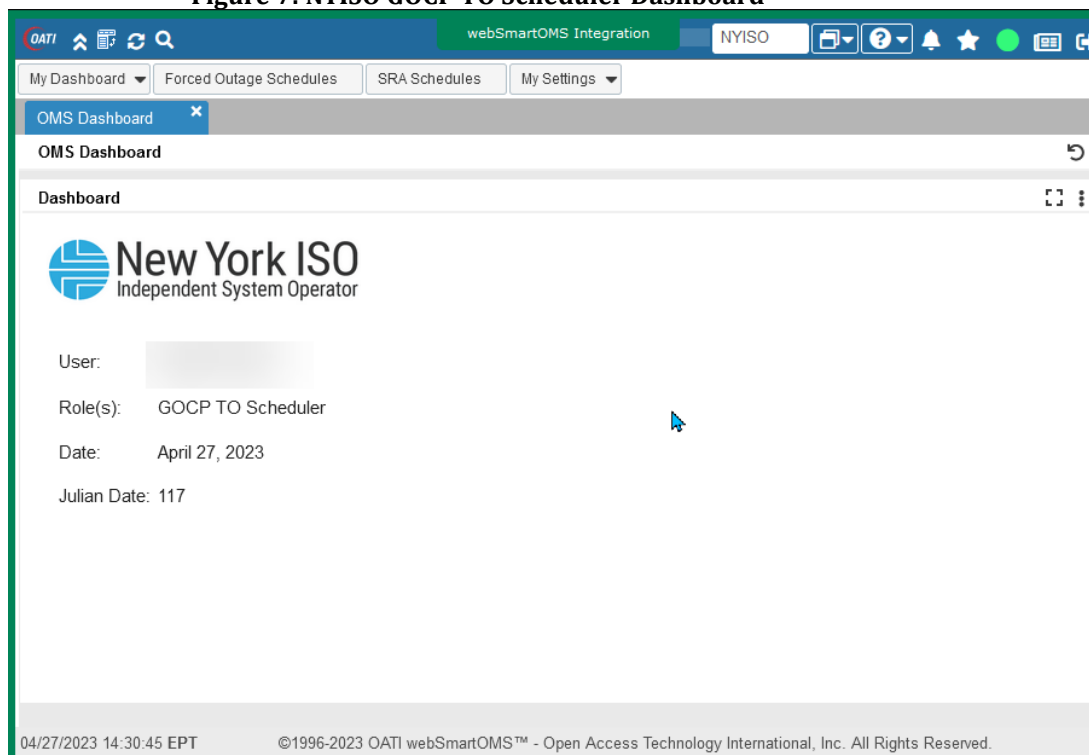 Figure 7: NYISO GOCP TO Scheduler Dashboard
OATI webSmartOMS Integration NYISO
My Dashboard Forced Outage Schedules SRA Schedules My Settings
OMS Dashboard
OMS Dashboard
Dashboard
New York ISO
Independent System Operator
User:
Role(s): GOCP TO Scheduler
Date: April 27, 2023
Julian Date: 117
04/27/2023 14:30:45 EPT ©1996-2023 OATI webSmartOMS™ - Open Access Technology International, Inc. All Rights Reserved.